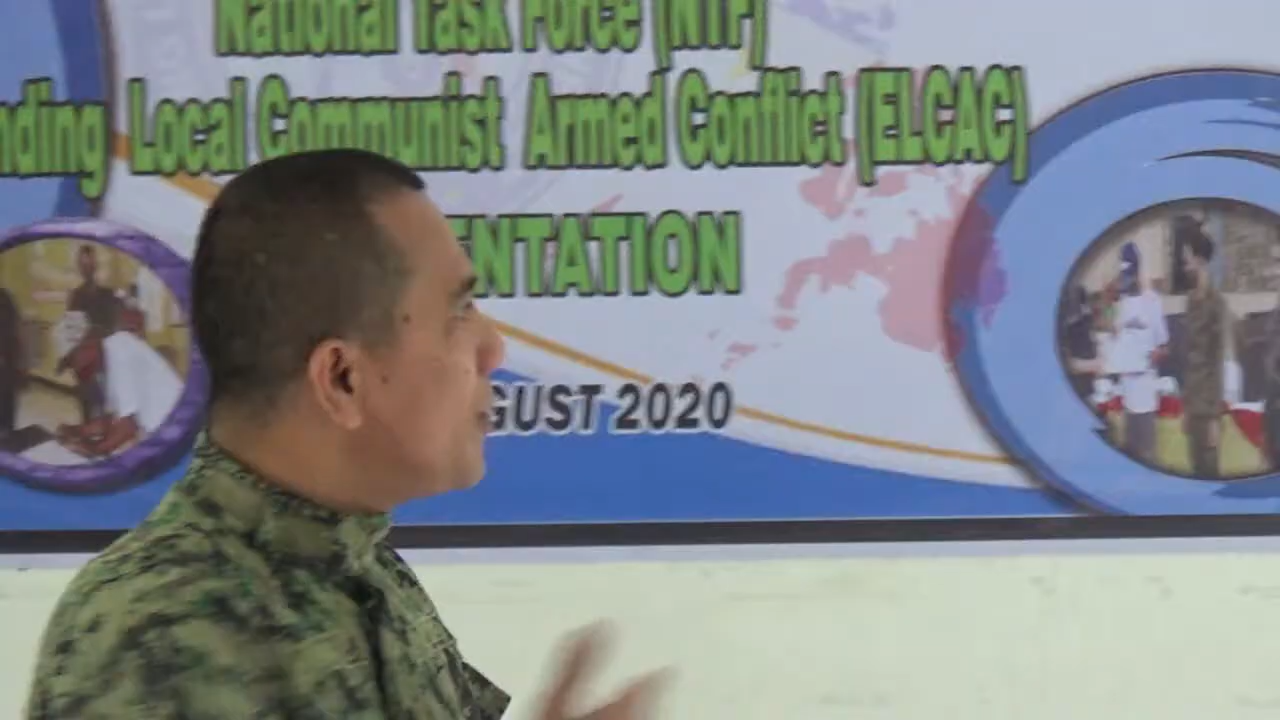 National Task Force (NTF)
nding Local Communist Armed Conflict (ELCAC)
ENTATION
GUST 2020